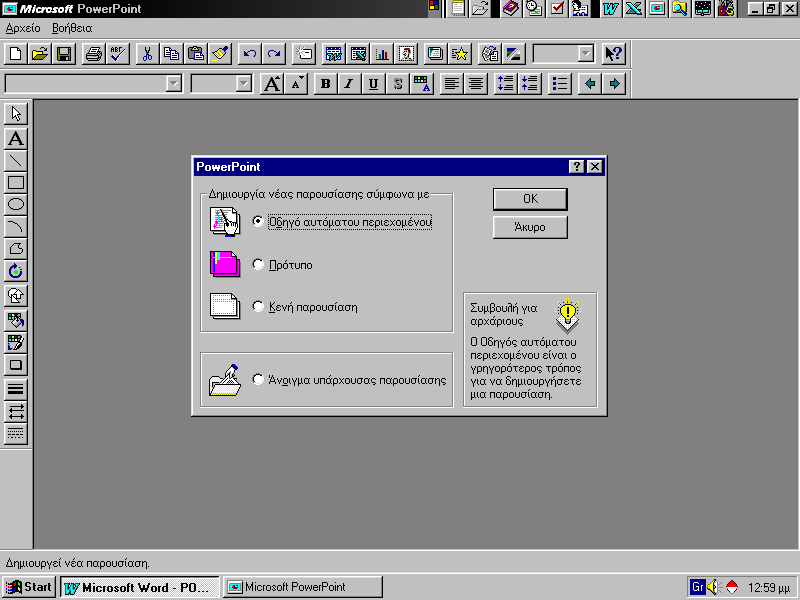 Microsoft PowerPoint
Αρχείο Βοήθεια
PowerPoint
Δημιουργία νέας παρουσίασης σύμφωνα με
Οδηγό αυτόματου περιεχομένου
Πρότυπο
Κενή παρουσίαση
Άνοιγμα υπάρχουσας παρουσίασης
OK
Άκυρο
Συμβουλή για
αρχάριους
Ο Οδηγός αυτόματου
περιεχομένου είναι ο
γρηγορότερος τρόπος
για να δημιουργήσετε
μια παρουσίαση.
Δημιουργεί νέα παρουσίαση.
Start
Microsoft Word - PO...
Microsoft PowerPoint
Gr
12:59 μμ